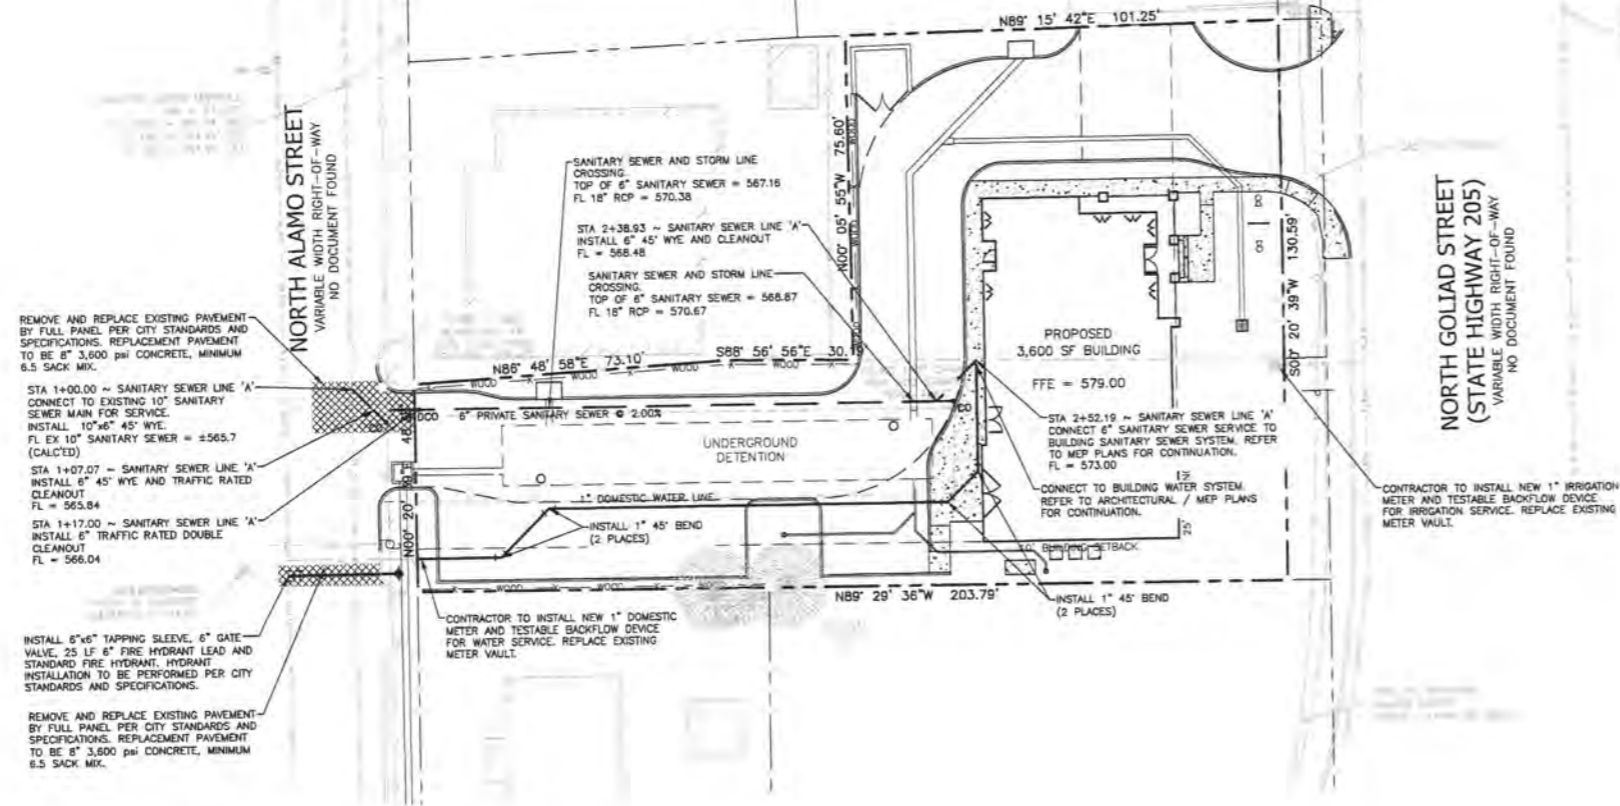 N89° 15' 42"E 101.25'
NORTH ALAMO STREET
VARIABLE WIDTH RIGHT-OF-WAY
NO DOCUMENT FOUND
SANITARY SEWER AND STORM LINE
CROSSING.
TOP OF 6" SANITARY SEWER = 567.16
FL 18" RCP = 570.38
STA 2+38.93 ~ SANITARY SEWER LINE 'A'
INSTALL 6" 45° WYE AND CLEANOUT
FL = 568.48
SANITARY SEWER AND STORM LINE
CROSSING.
TOP OF 6" SANITARY SEWER = 568.87
FL 18" RCP = 570.67
N00° 05' 55"W 75.60'
WOOD
WOOD
PROPOSED
3,600 SF BUILDING
FFE = 579.00
S00° 20' 39"W 130.59'
NORTH GOLIAD STREET
(STATE HIGHWAY 205)
VARIABLE WIDTH RIGHT-OF-WAY
NO DOCUMENT FOUND
REMOVE AND REPLACE EXISTING PAVEMENT
BY FULL PANEL PER CITY STANDARDS AND
SPECIFICATIONS. REPLACEMENT PAVEMENT
TO BE 8" 3,600 psi CONCRETE, MINIMUM
6.5 SACK MIX.
STA 1+00.00 ~ SANITARY SEWER LINE 'A'
CONNECT TO EXISTING 10" SANITARY
SEWER MAIN FOR SERVICE.
INSTALL 10"x6" 45° WYE.
FL EX 10" SANITARY SEWER = ±565.7
(CALC'ED)
STA 1+07.07 ~ SANITARY SEWER LINE 'A'
INSTALL 6" 45° WYE AND TRAFFIC RATED
CLEANOUT
FL = 565.84
STA 1+17.00 ~ SANITARY SEWER LINE 'A'
INSTALL 6" TRAFFIC RATED DOUBLE
CLEANOUT
FL = 566.04
N86° 48' 58"E 73.10'
S88° 56' 56"E 30.19'
X WOOD X WOOD X WOOD X WOOD X
DCO 6" PRIVATE SANITARY SEWER @ 2.00%
CO
UNDERGROUND
DETENTION
1" DOMESTIC WATER LINE
INSTALL 1" 45° BEND
(2 PLACES)
N00° 20'
STA 2+52.19 ~ SANITARY SEWER LINE 'A'
CONNECT 6" SANITARY SEWER SERVICE TO
BUILDING SANITARY SEWER SYSTEM. REFER
TO MEP PLANS FOR CONTINUATION.
FL = 573.00
CONNECT TO BUILDING WATER SYSTEM.
REFER TO ARCHITECTURAL / MEP PLANS
FOR CONTINUATION.
25'
BUILDING SETBACK
CONTRACTOR TO INSTALL NEW 1" IRRIGATION
METER AND TESTABLE BACKFLOW DEVICE
FOR IRRIGATION SERVICE. REPLACE EXISTING
METER VAULT.
X WOOD X WOOD X WOOD
N89° 29' 36"W 203.79'
INSTALL 1" 45° BEND
(2 PLACES)
CONTRACTOR TO INSTALL NEW 1" DOMESTIC
METER AND TESTABLE BACKFLOW DEVICE
FOR WATER SERVICE. REPLACE EXISTING
METER VAULT.
INSTALL 6"x6" TAPPING SLEEVE, 6" GATE
VALVE, 25 LF 6" FIRE HYDRANT LEAD AND
STANDARD FIRE HYDRANT. HYDRANT
INSTALLATION TO BE PERFORMED PER CITY
STANDARDS AND SPECIFICATIONS.
REMOVE AND REPLACE EXISTING PAVEMENT
BY FULL PANEL PER CITY STANDARDS AND
SPECIFICATIONS. REPLACEMENT PAVEMENT
TO BE 8" 3,600 psi CONCRETE, MINIMUM
6.5 SACK MIX.